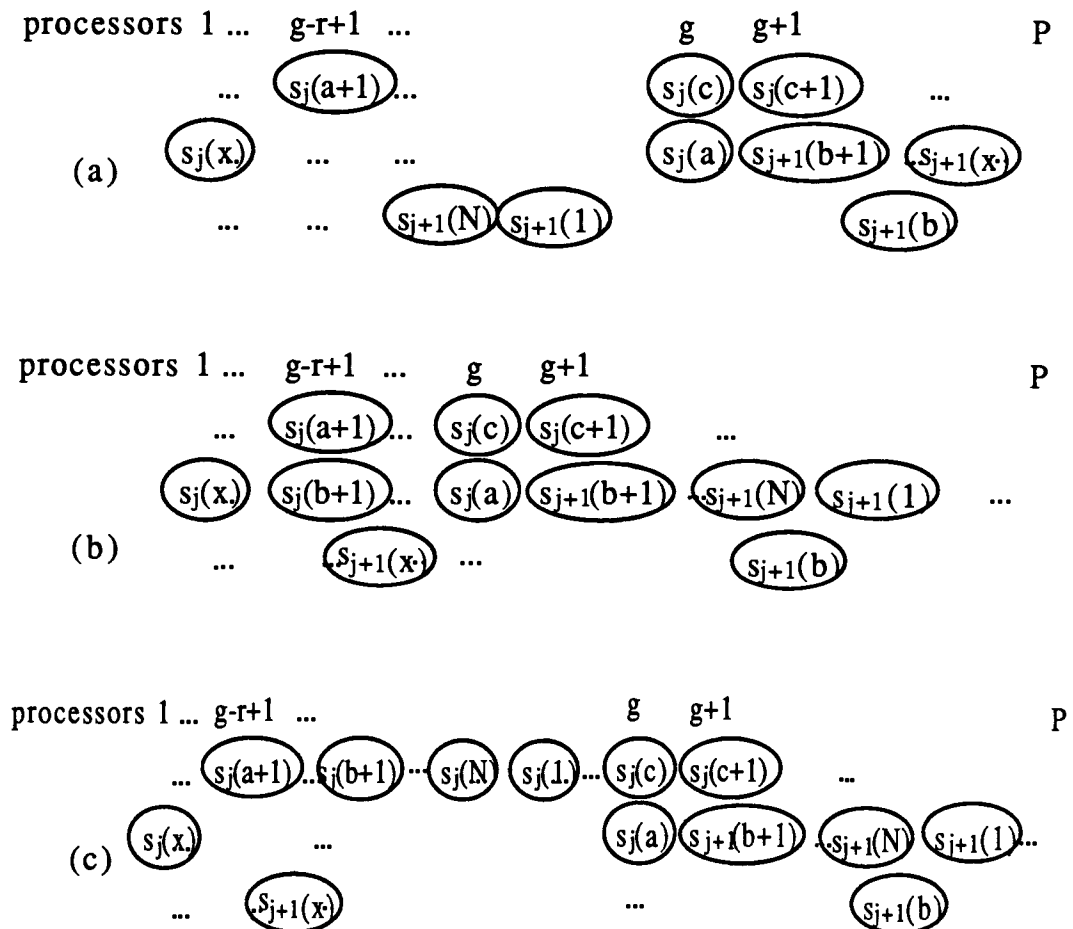 processors 1 ... g-r+1 ... g g+1 P
... sj(a+1) ... sj(c) sj(c+1) ...
(a) sj(x.) ... ... sj(a) sj+1(b+1) ..sj+1(x.)
... ... sj+1(N) sj+1(1) sj+1(b)
processors 1 ... g-r+1 ... g g+1 P
... sj(a+1) ... sj(c) sj(c+1) ...
sj(x.) sj(b+1) ... sj(a) sj+1(b+1) ..sj+1(N) sj+1(1) ...
(b) ... ..sj+1(x.) ... sj+1(b)
processors 1 ... g-r+1 ... g g+1 P
... sj(a+1) ..sj(b+1) ... sj(N) sj(1.) ... sj(c) sj(c+1) ...
(c) sj(x.) ... sj(a) sj+1(b+1) ..sj+1(N) sj+1(1) ...
... ..sj+1(x.) ... sj+1(b)